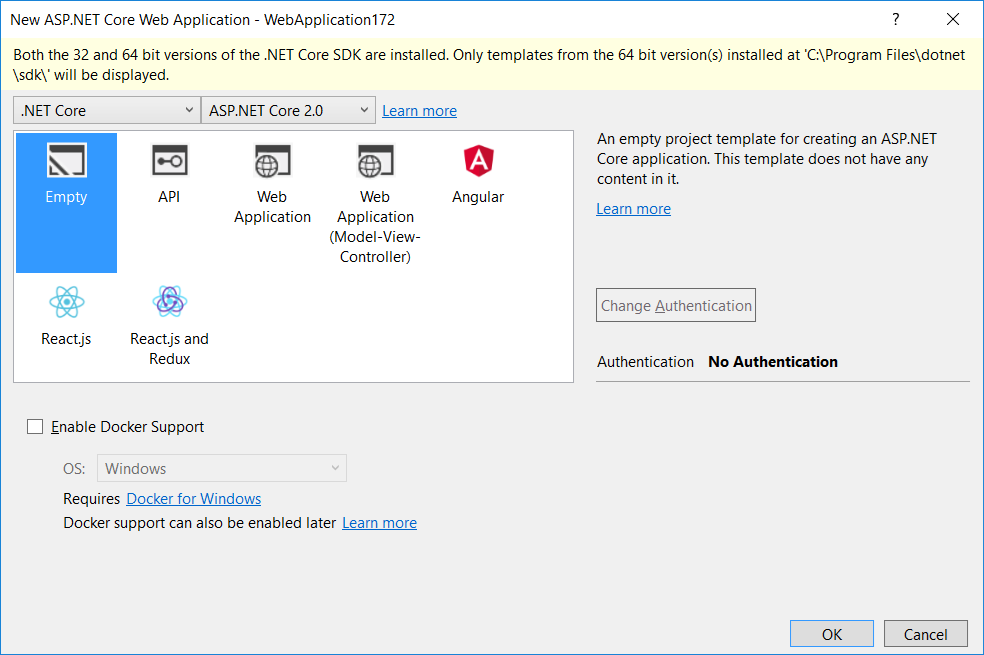 New ASP.NET Core Web Application - WebApplication172
?
Both the 32 and 64 bit versions of the .NET Core SDK are installed. Only templates from the 64 bit version(s) installed at 'C:\Program Files\dotnet
\sdk\' will be displayed.
.NET Core
ASP.NET Core 2.0
Learn more
Empty
API
Web
Application
Web
Application
(Model-View-
Controller)
Angular
React.js
React.js and
Redux
An empty project template for creating an ASP.NET
Core application. This template does not have any
content in it.
Learn more
Change Authentication
Authentication No Authentication
Enable Docker Support
OS: Windows
Requires Docker for Windows
Docker support can also be enabled later Learn more
OK
Cancel